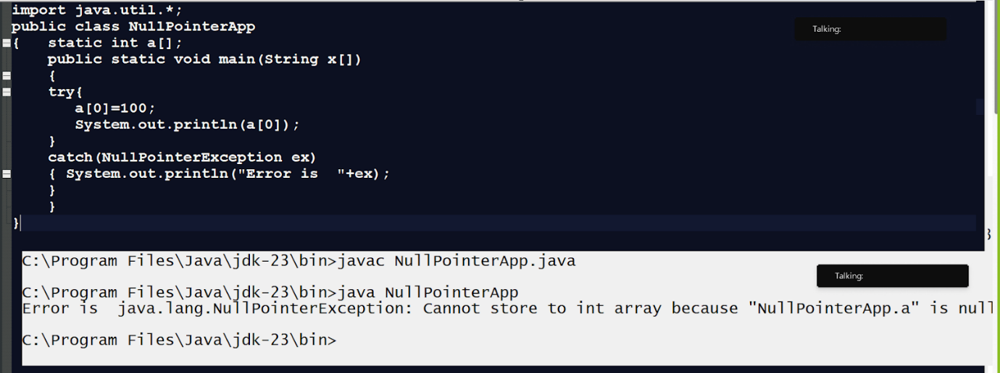 import java.util.*;
public class NullPointerApp
{ static int a[];
public static void main(String x[])
{
try{
a[0]=100;
System.out.println(a[0]);
}
catch(NullPointerException ex)
{ System.out.println("Error is  "+ex);
}
}
}
Talking:
C:\Program Files\Java\jdk-23\bin>javac NullPointerApp.java
C:\Program Files\Java\jdk-23\bin>java NullPointerApp
Error is  java.lang.NullPointerException: Cannot store to int array because "NullPointerApp.a" is null
C:\Program Files\Java\jdk-23\bin>
Talking: